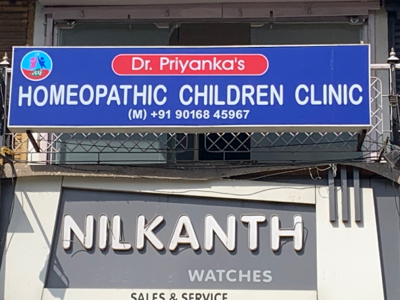 Dr. Priyanka's
HOMEOPATHIC CHILDREN CLINIC
(M) +91 90168 45967
NILKANTH
WATCHES
SALES & SERVICE